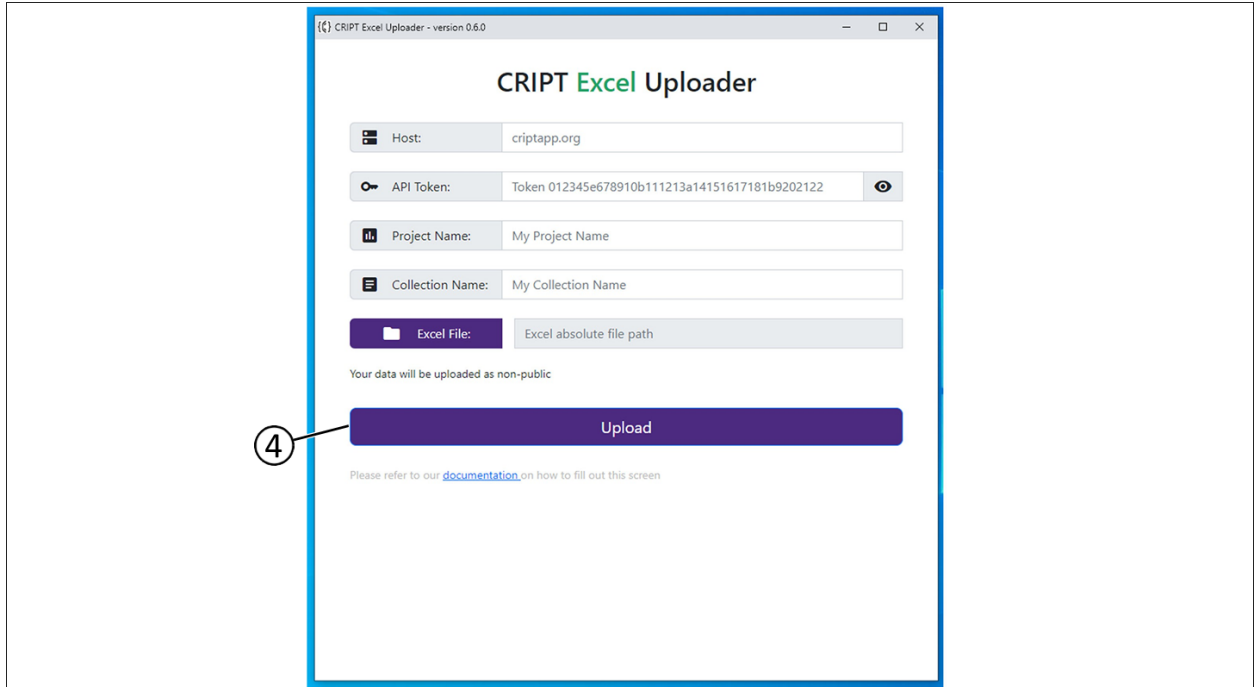 CRIPT Excel Uploader - version 0.6.0
CRIPT Excel Uploader
Host: criptapp.org
API Token: Token 012345e678910b111213a14151617181b9202122
Project Name: My Project Name
Collection Name: My Collection Name
Excel File: Excel absolute file path
Your data will be uploaded as non-public
4 Upload
Please refer to our documentation on how to fill out this screen